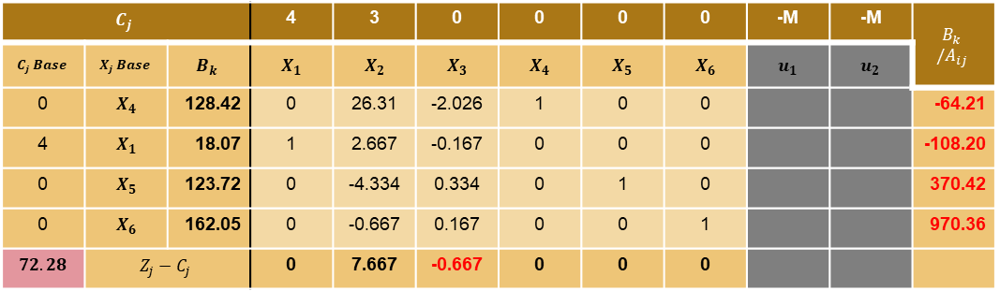 C_j 4 3 0 0 0 0 -M -M B_k /A_ij
C_j Base X_j Base B_k X_1 X_2 X_3 X_4 X_5 X_6 u_1 u_2
0 X_4 128.42 0 26.31 -2.026 1 0 0 -64.21
4 X_1 18.07 1 2.667 -0.167 0 0 0 -108.20
0 X_5 123.72 0 -4.334 0.334 0 1 0 370.42
0 X_6 162.05 0 -0.667 0.167 0 0 1 970.36
72.28 Z_j − C_j 0 7.667 -0.667 0 0 0